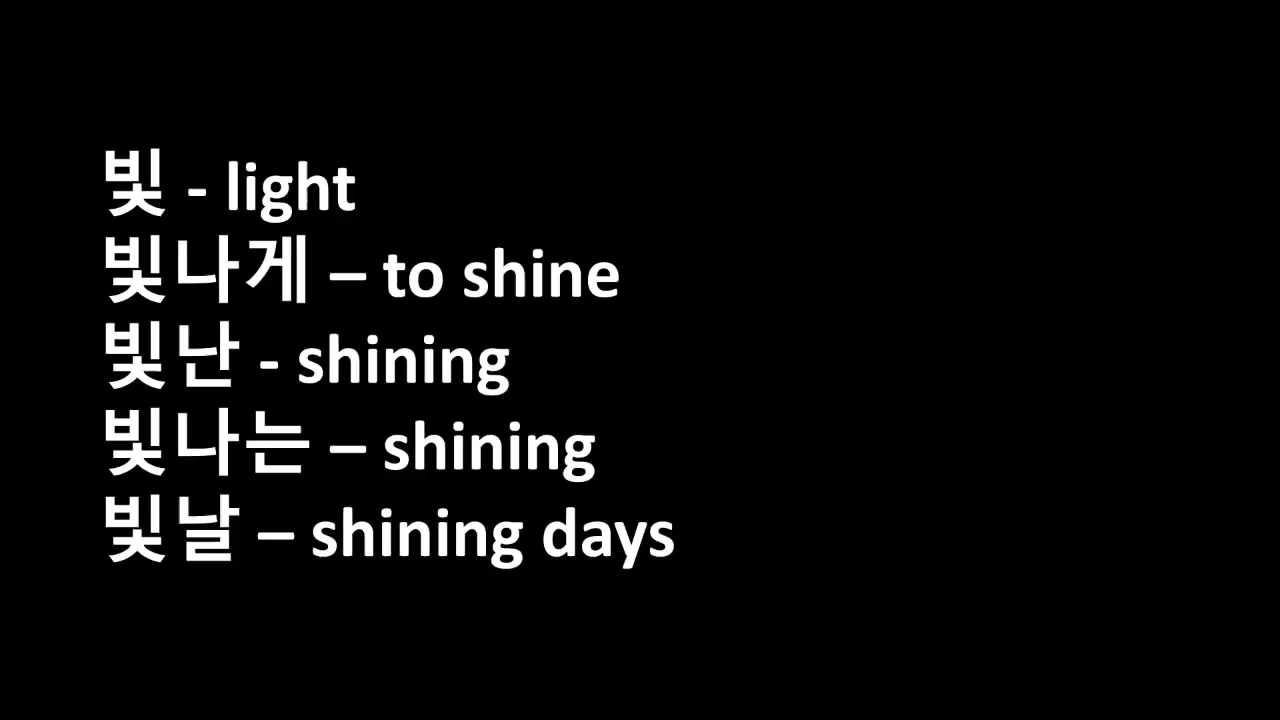 빛 - light
빛나게 – to shine
빛난 - shining
빛나는 – shining
빛날 – shining days